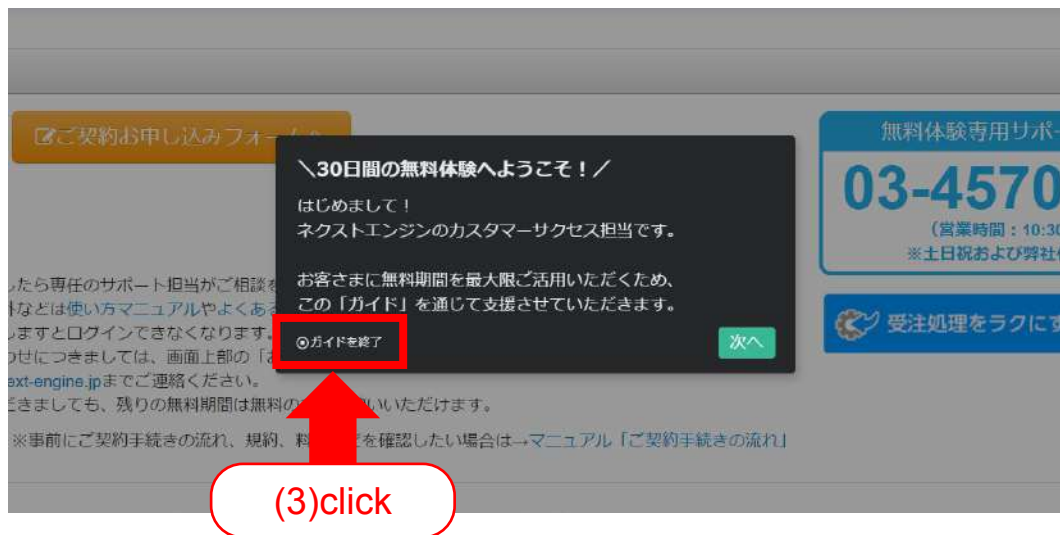 ご契約お申し込みフォー
無料体験専用サポ
03-4570
（営業時間：10:30
※土日祝および弊社
＼30日間の無料体験へようこそ！／
はじめまして！
ネクストエンジンのカスタマーサクセス担当です。
お客さまに無料期間を最大限ご活用いただくため、
この「ガイド」を通じて支援させていただきます。
ガイドを終了
次へ
受注処理をラクにす
したら専任のサポート担当がご相談を
などは使い方マニュアルやよくある
しますとログインできなくなります。
わせにつきましては、画面上部の「お
ext-engine.jpまでご連絡ください。
だきましても、残りの無料期間は無料の いいただけます。
※事前にご契約手続きの流れ、規約、料 を確認したい場合は→マニュアル「ご契約手続きの流れ」
(3)click